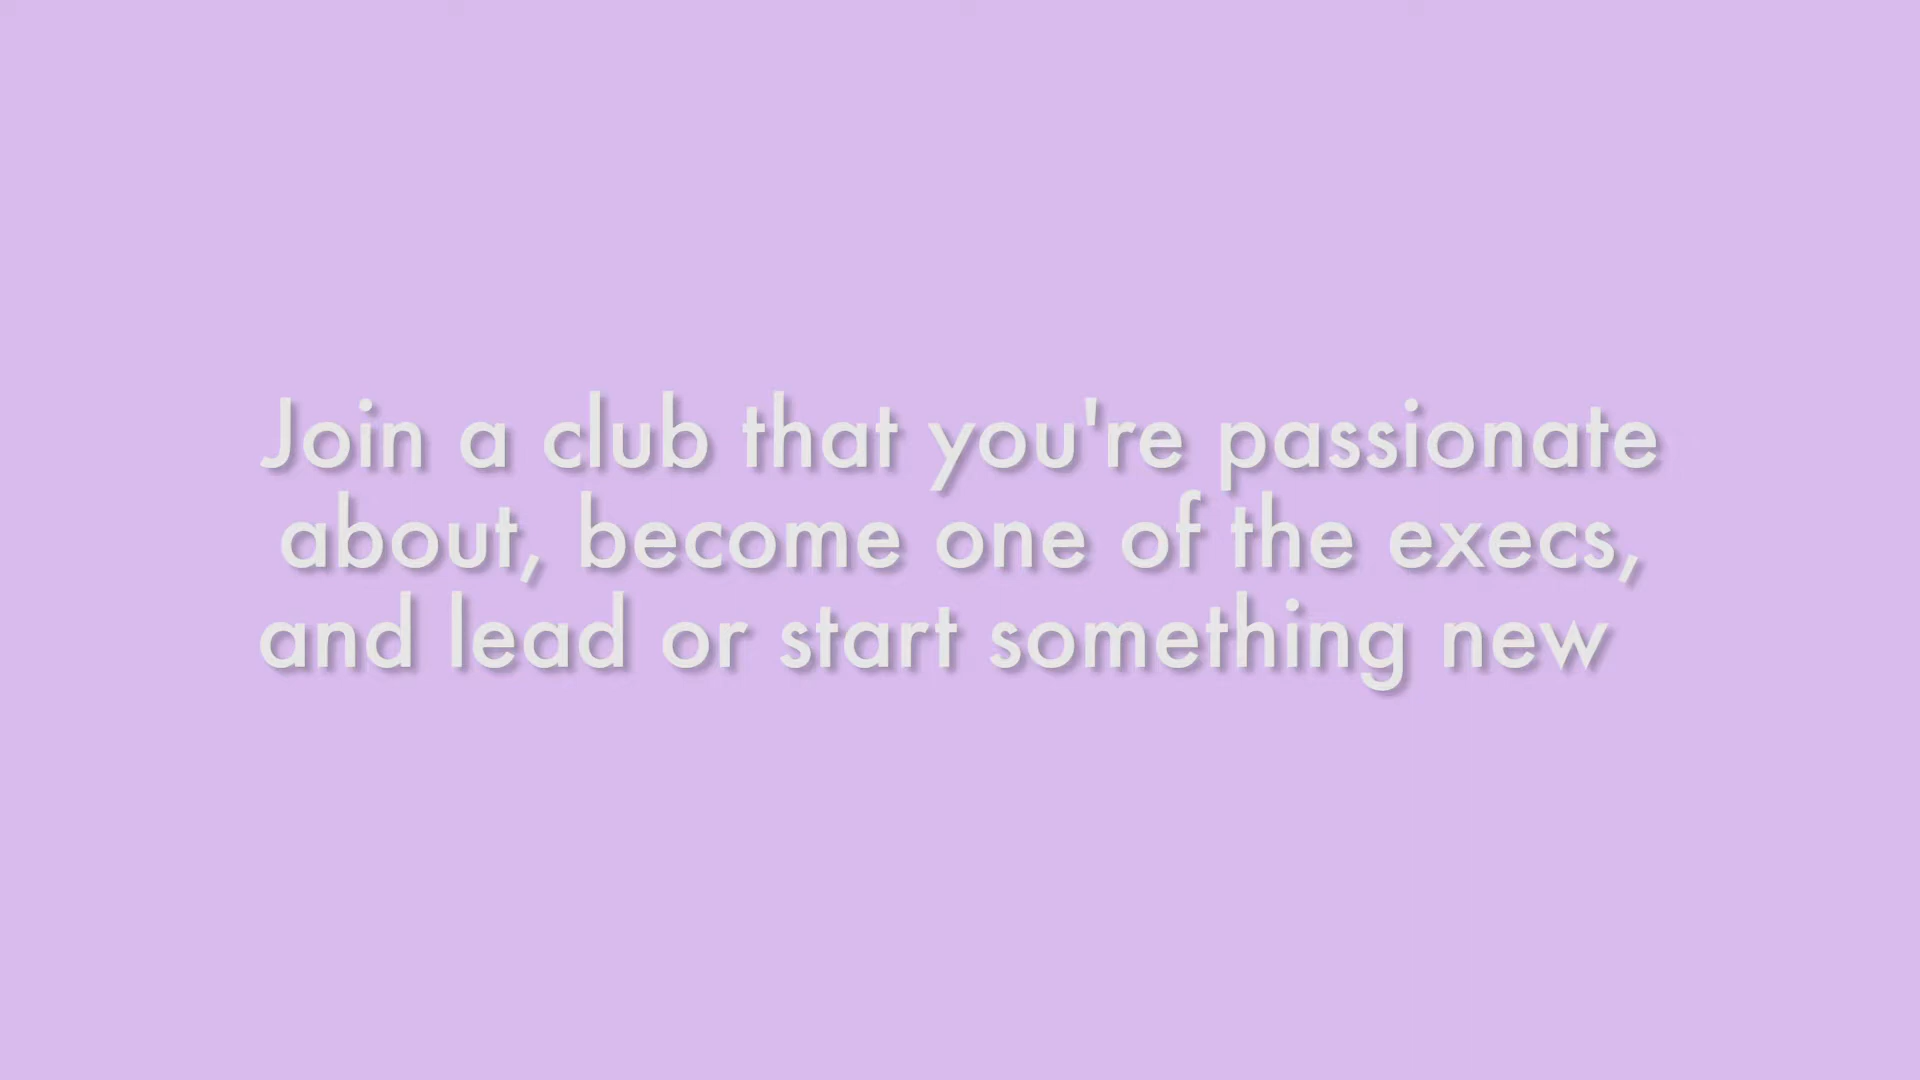 Join a club that you're passionate
about, become one of the execs,
and lead or start something new